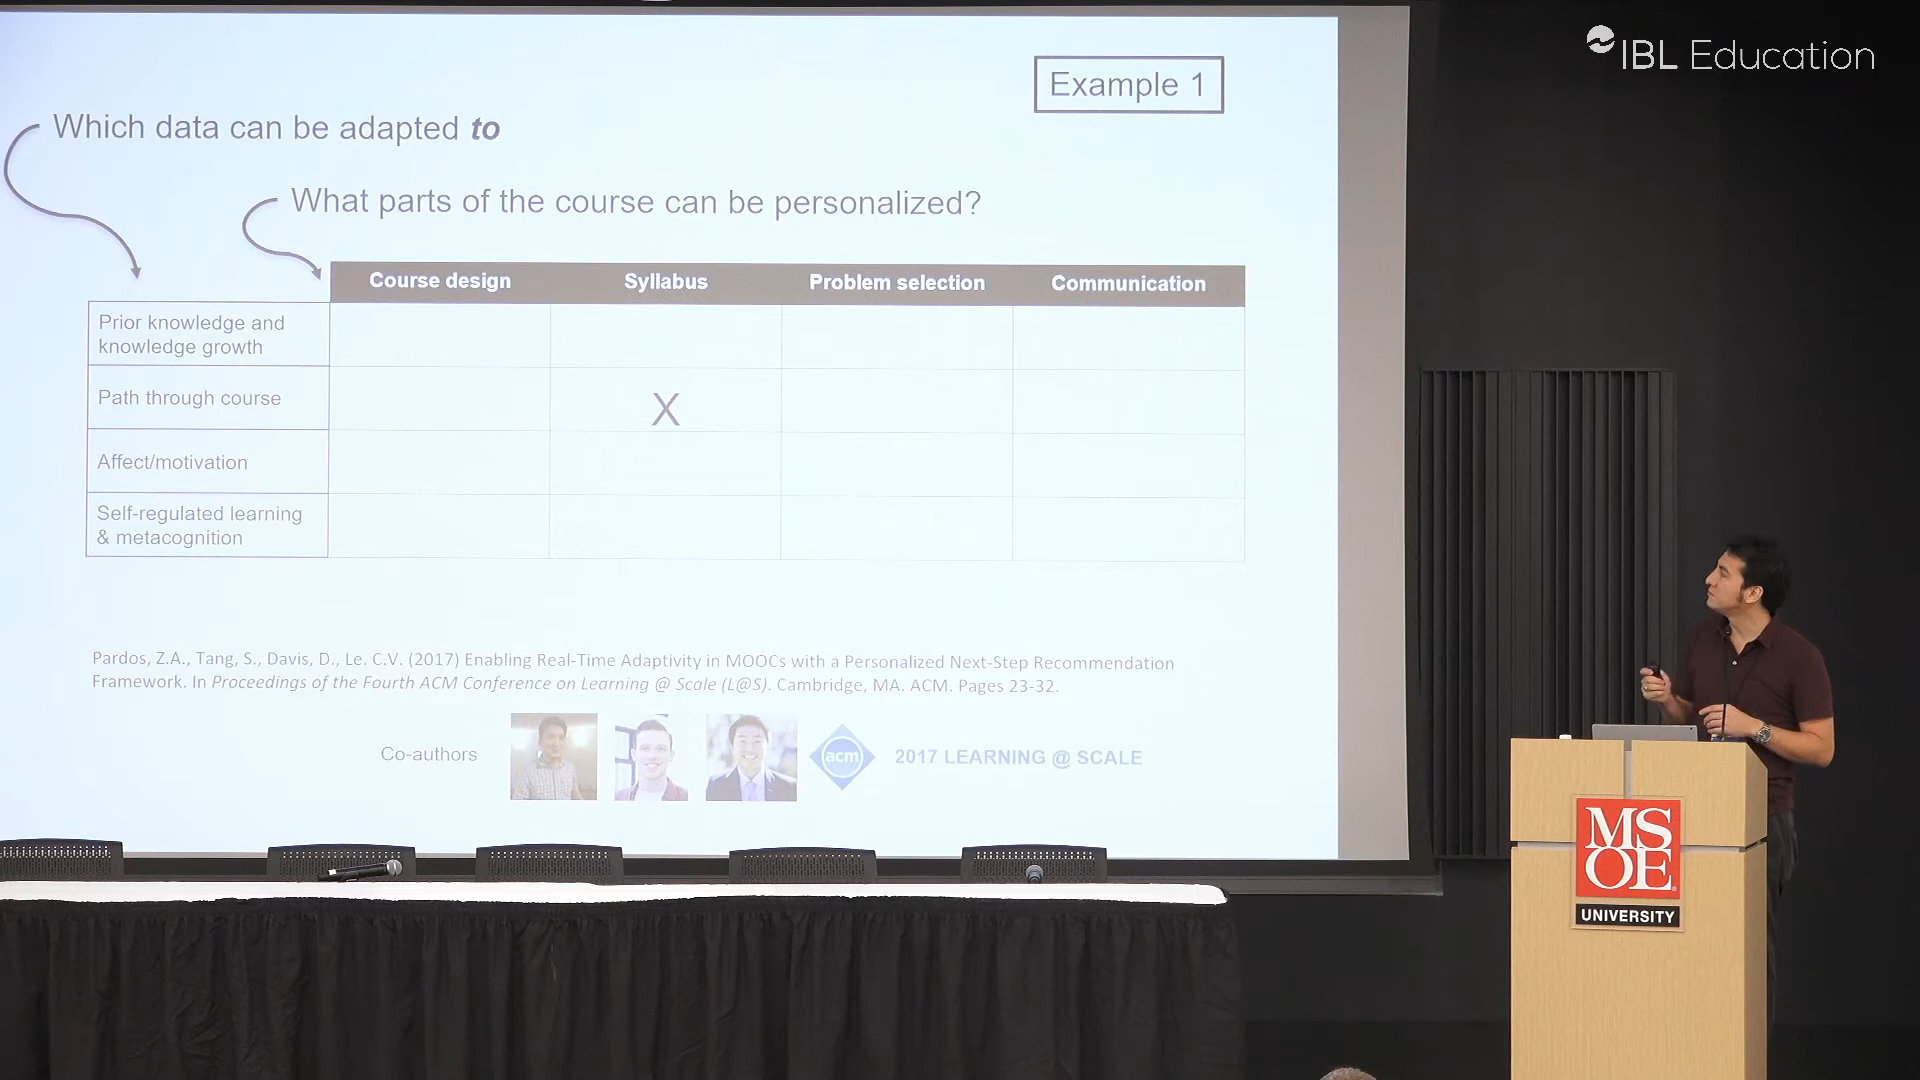 IBL Education
Example 1
Which data can be adapted to
What parts of the course can be personalized?
Course design Syllabus Problem selection Communication
Prior knowledge and
knowledge growth
Path through course
X
Affect/motivation
Self-regulated learning
& metacognition
Pardos, Z.A., Tang, S., Davis, D., Le. C.V. (2017) Enabling Real-Time Adaptivity in MOOCs with a Personalized Next-Step Recommendation
Framework. In Proceedings of the Fourth ACM Conference on Learning @ Scale (L@S). Cambridge, MA. ACM. Pages 23-32.
Co-authors
acm
2017 LEARNING @ SCALE
MS
OE
UNIVERSITY